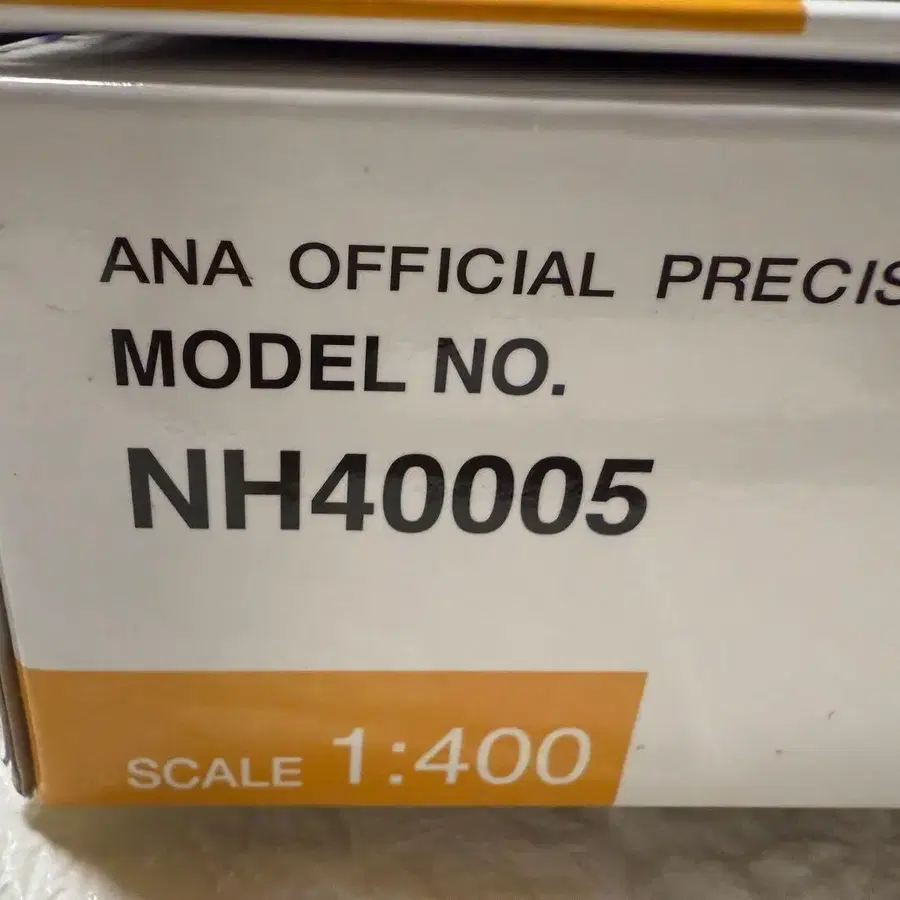 ANA OFFICIAL PRECIS
MODEL NO.
NH40005
SCALE 1:400